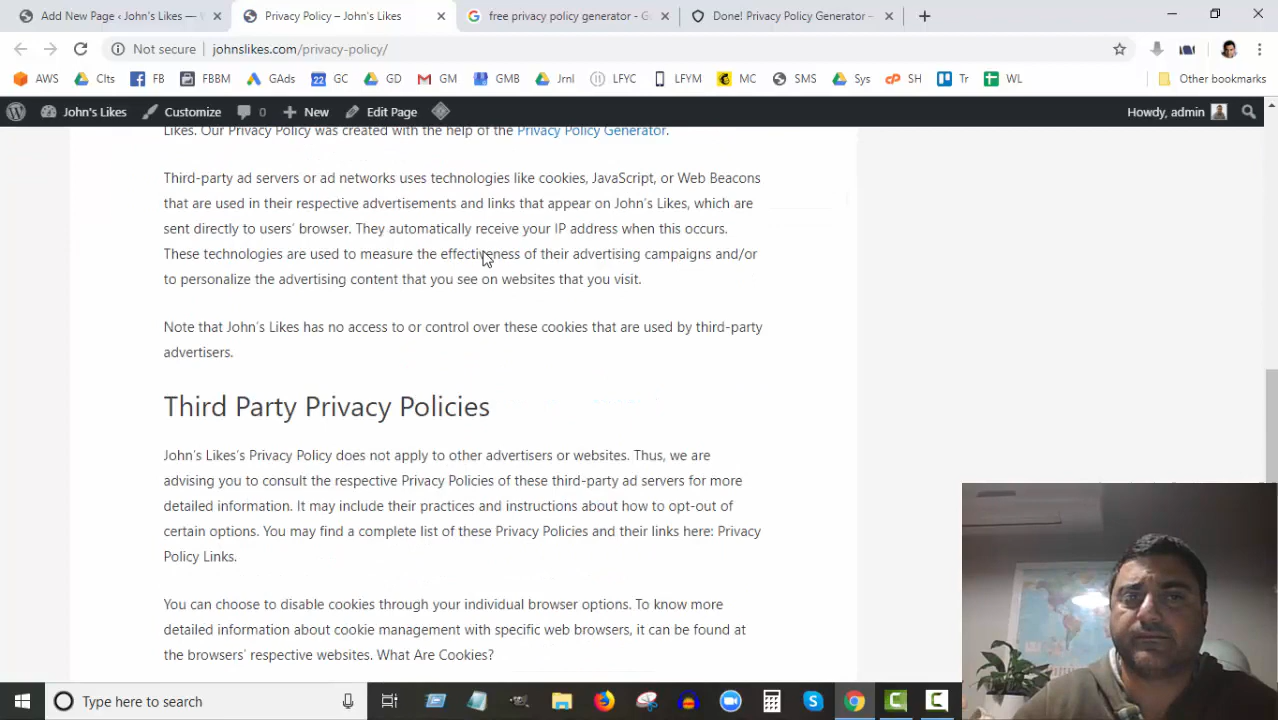 Add New Page ‹ John's Likes —
Privacy Policy – John's Likes
free privacy policy generator - G
Done! Privacy Policy Generator –
Not secure
johnslikes.com/privacy-policy/
AWS
Clts
FB
FBBM
GAds
22 GC
GD
GM
GMB
Jrnl
LFYC
LFYM
MC
SMS
Sys
SH
Tr
WL
Other bookmarks
John's Likes
Customize
0
New
Edit Page
Howdy, admin
Likes. Our Privacy Policy was created with the help of the Privacy Policy Generator.
Third-party ad servers or ad networks uses technologies like cookies, JavaScript, or Web Beacons
that are used in their respective advertisements and links that appear on John's Likes, which are
sent directly to users' browser. They automatically receive your IP address when this occurs.
These technologies are used to measure the effectiveness of their advertising campaigns and/or
to personalize the advertising content that you see on websites that you visit.
Note that John's Likes has no access to or control over these cookies that are used by third-party
advertisers.
Third Party Privacy Policies
John's Likes's Privacy Policy does not apply to other advertisers or websites. Thus, we are
advising you to consult the respective Privacy Policies of these third-party ad servers for more
detailed information. It may include their practices and instructions about how to opt-out of
certain options. You may find a complete list of these Privacy Policies and their links here: Privacy
Policy Links.
You can choose to disable cookies through your individual browser options. To know more
detailed information about cookie management with specific web browsers, it can be found at
the browsers' respective websites. What Are Cookies?
Type here to search